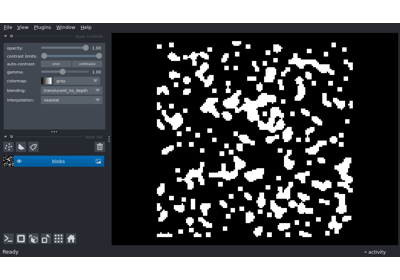 File View Plugins Window Help
opacity: 1.00
contrast limits:
auto-contrast: once continuous
gamma: 1.00
colormap: gray
blending: translucent_no_depth
interpolation: nearest
blobs
Ready
activity